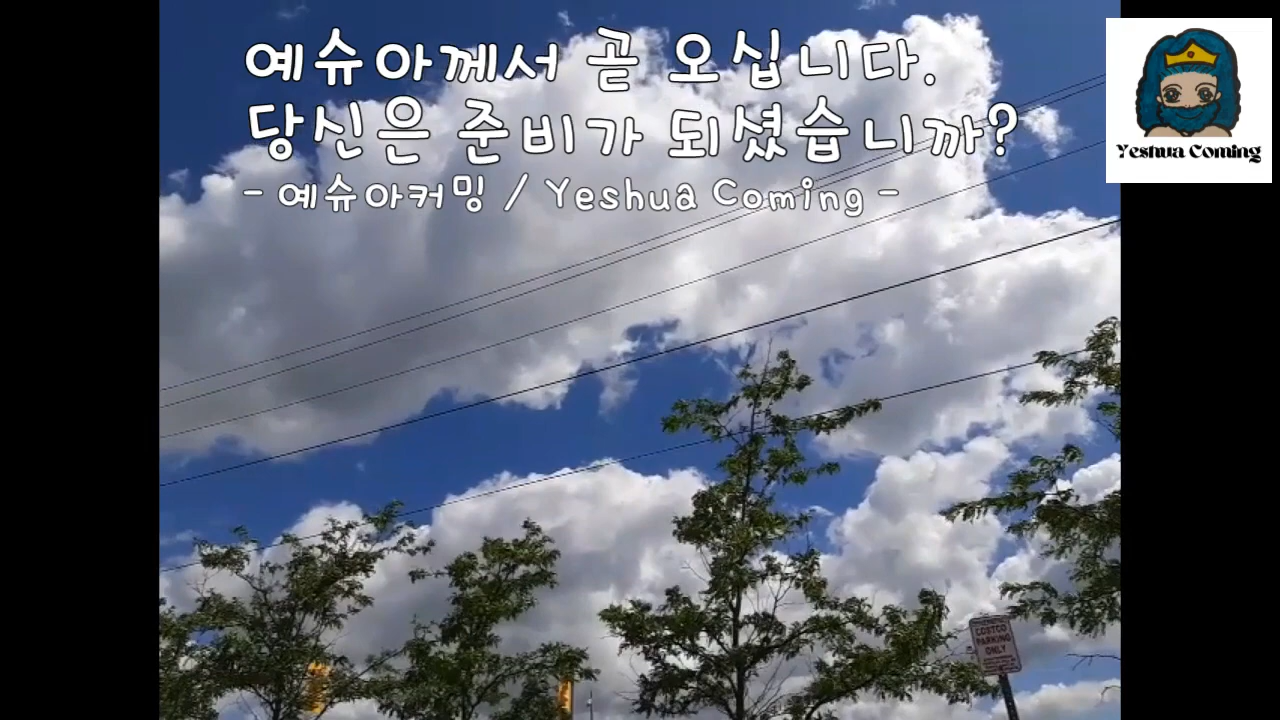 예슈아께서 곧 오십니다.
당신은 준비가 되셨습니까?
- 예슈아커밍 / Yeshua Coming -
Yeshua Coming
COSTCO
PARKING
ONLY